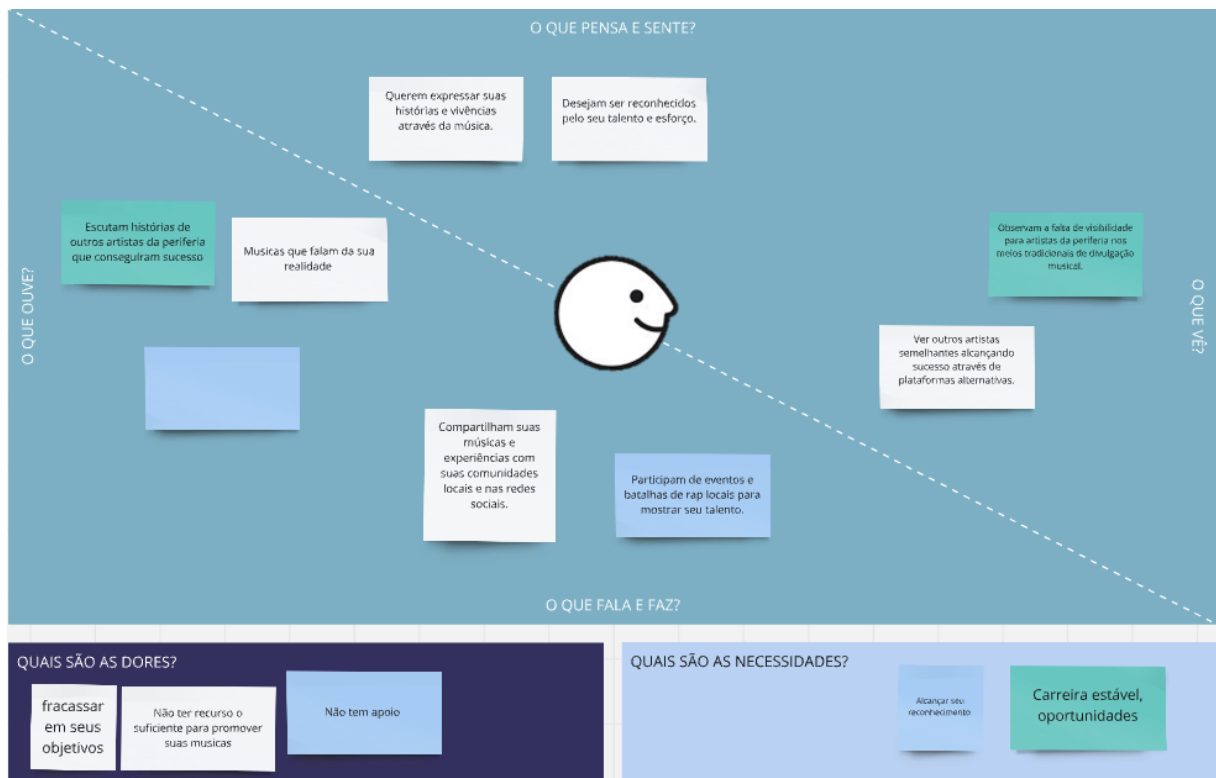 O QUE PENSA E SENTE?
Querem expressar suas
histórias e vivências
através da música.
Desejam ser reconhecidos
pelo seu talento e esforço.
O QUE OUVE?
Escutam histórias de
outros artistas da periferia
que conseguiram sucesso
Musicas que falam da sua
realidade
Observam a falta de visibilidade
para artistas da periferia nos
meios tradicionais de divulgação
musical.
O QUE VÊ?
Ver outros artistas
semelhantes alcançando
sucesso através de
plataformas alternativas.
Compartilham suas
músicas e
experiências com
suas comunidades
locais e nas redes
sociais.
Participam de eventos e
batalhas de rap locais para
mostrar seu talento.
O QUE FALA E FAZ?
QUAIS SÃO AS DORES?
fracassar
em seus
objetivos
Não ter recurso o
suficiente para promover
suas musicas
Não tem apoio
QUAIS SÃO AS NECESSIDADES?
Alcançar seu
reconhecimento
Carreira estável,
oportunidades